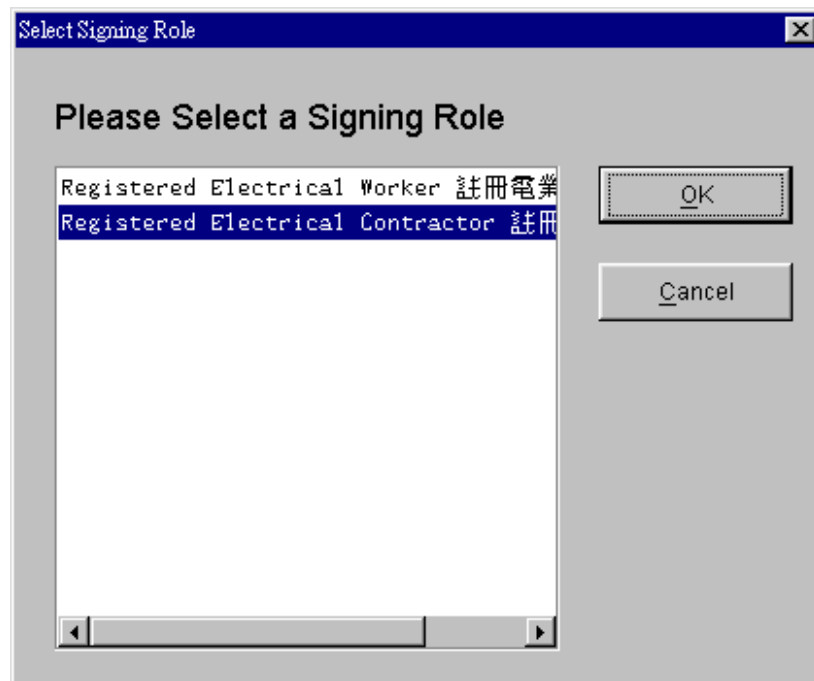 Select Signing Role
Please Select a Signing Role
Registered Electrical Worker 註冊電業
Registered Electrical Contractor 註冊
OK
Cancel